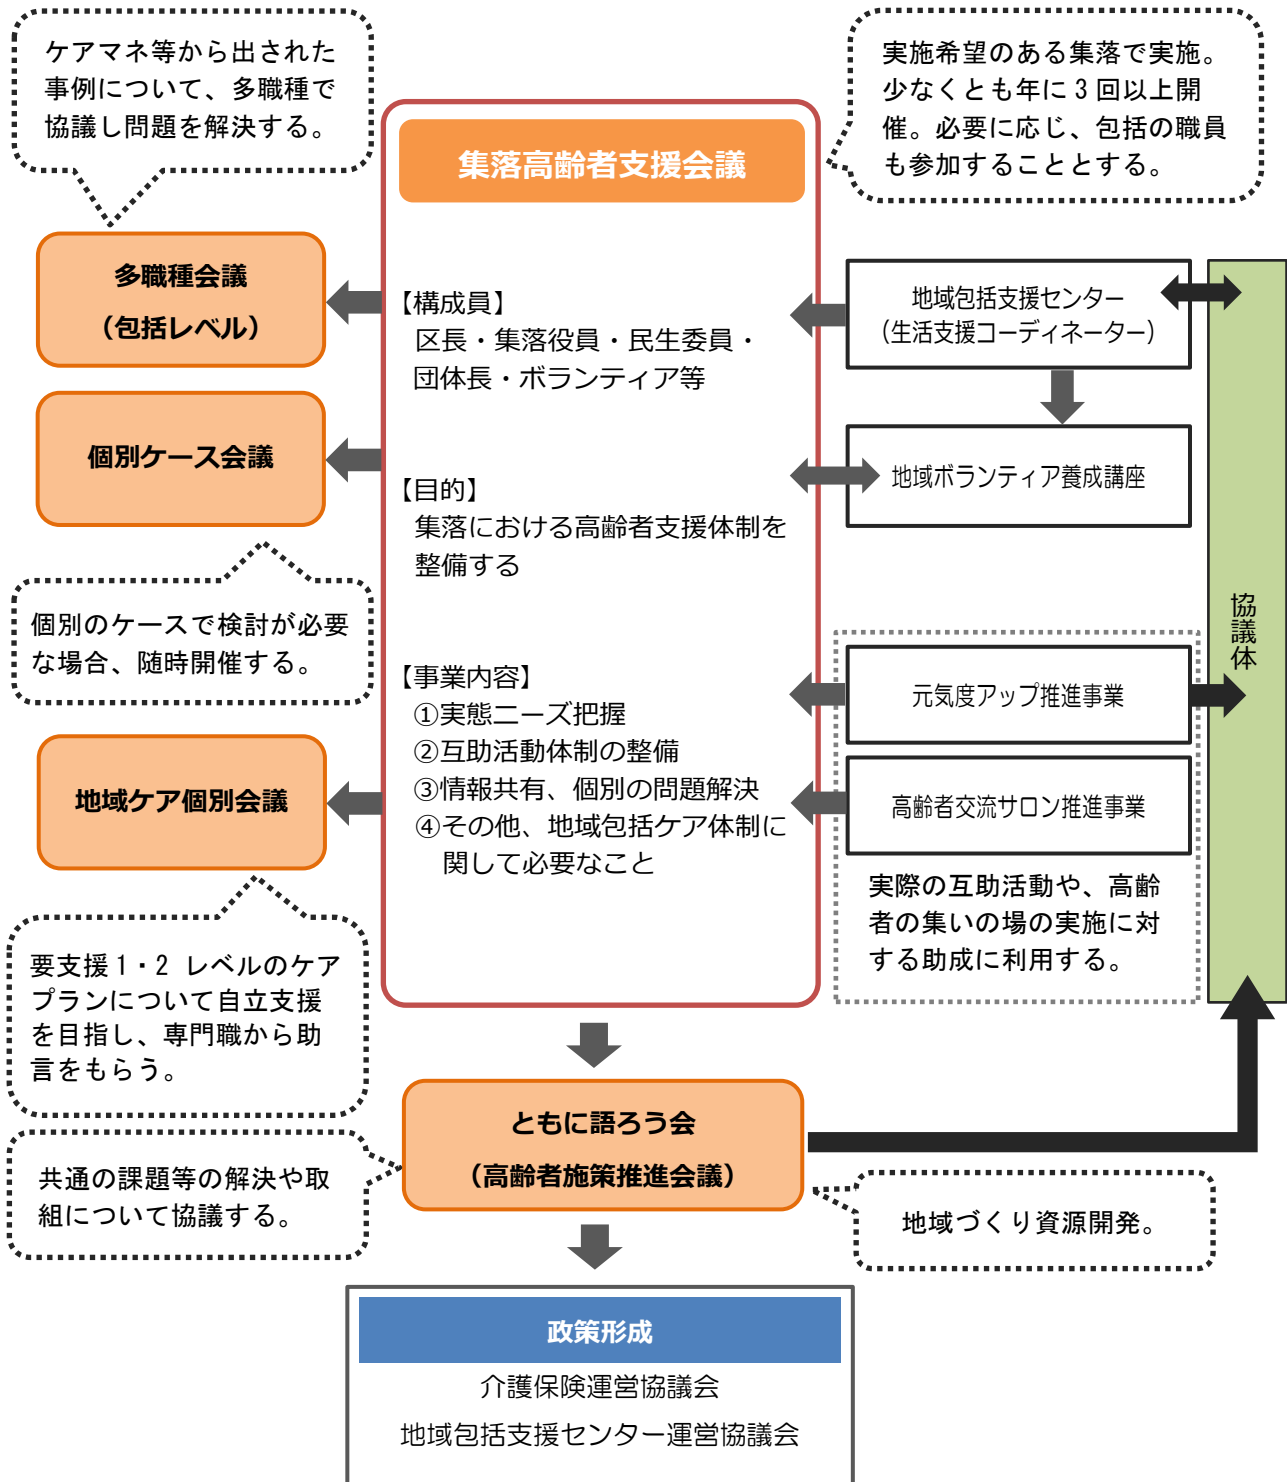 ケアマネ等から出された
事例について、多職種で
協議し問題を解決する。
実施希望のある集落で実施。
少なくとも年に3回以上開
催。必要に応じ、包括の職員
も参加することとする。
集落高齢者支援会議
多職種会議
（包括レベル）
【構成員】
区長・集落役員・民生委員・
団体長・ボランティア等
地域包括支援センター
（生活支援コーディネーター）
個別ケース会議
【目的】
集落における高齢者支援体制を
整備する
地域ボランティア養成講座
協議体
個別のケースで検討が必要
な場合、随時開催する。
【事業内容】
①実態ニーズ把握
②互助活動体制の整備
③情報共有、個別の問題解決
④その他、地域包括ケア体制に
関して必要なこと
元気度アップ推進事業
高齢者交流サロン推進事業
実際の互助活動や、高齢
者の集いの場の実施に対
する助成に利用する。
地域ケア個別会議
要支援1・2 レベルのケア
プランについて自立支援
を目指し、専門職から助
言をもらう。
ともに語ろう会
（高齢者施策推進会議）
共通の課題等の解決や取
組について協議する。
地域づくり資源開発。
政策形成
介護保険運営協議会
地域包括支援センター運営協議会